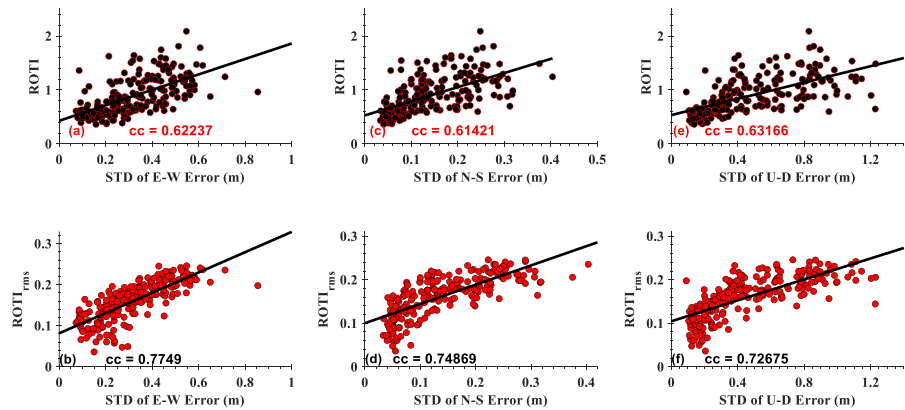 2
1
0
ROTI
(a)
cc = 0.62237
0 0.2 0.4 0.6 0.8 1
STD of E-W Error (m)
2
1
0
ROTI
(c)
cc = 0.61421
0 0.1 0.2 0.3 0.4 0.5
STD of N-S Error (m)
2
1
0
ROTI
(e)
cc = 0.63166
0 0.4 0.8 1.2
STD of U-D Error (m)
0.3
0.2
0.1
0
ROTIrms
(b)
cc = 0.7749
0 0.2 0.4 0.6 0.8 1
STD of E-W Error (m)
0.3
0.2
0.1
0
ROTIrms
(d)
cc = 0.74869
0 0.1 0.2 0.3 0.4
STD of N-S Error (m)
0.3
0.2
0.1
0
ROTIrms
(f)
cc = 0.72675
0 0.4 0.8 1.2
STD of U-D Error (m)